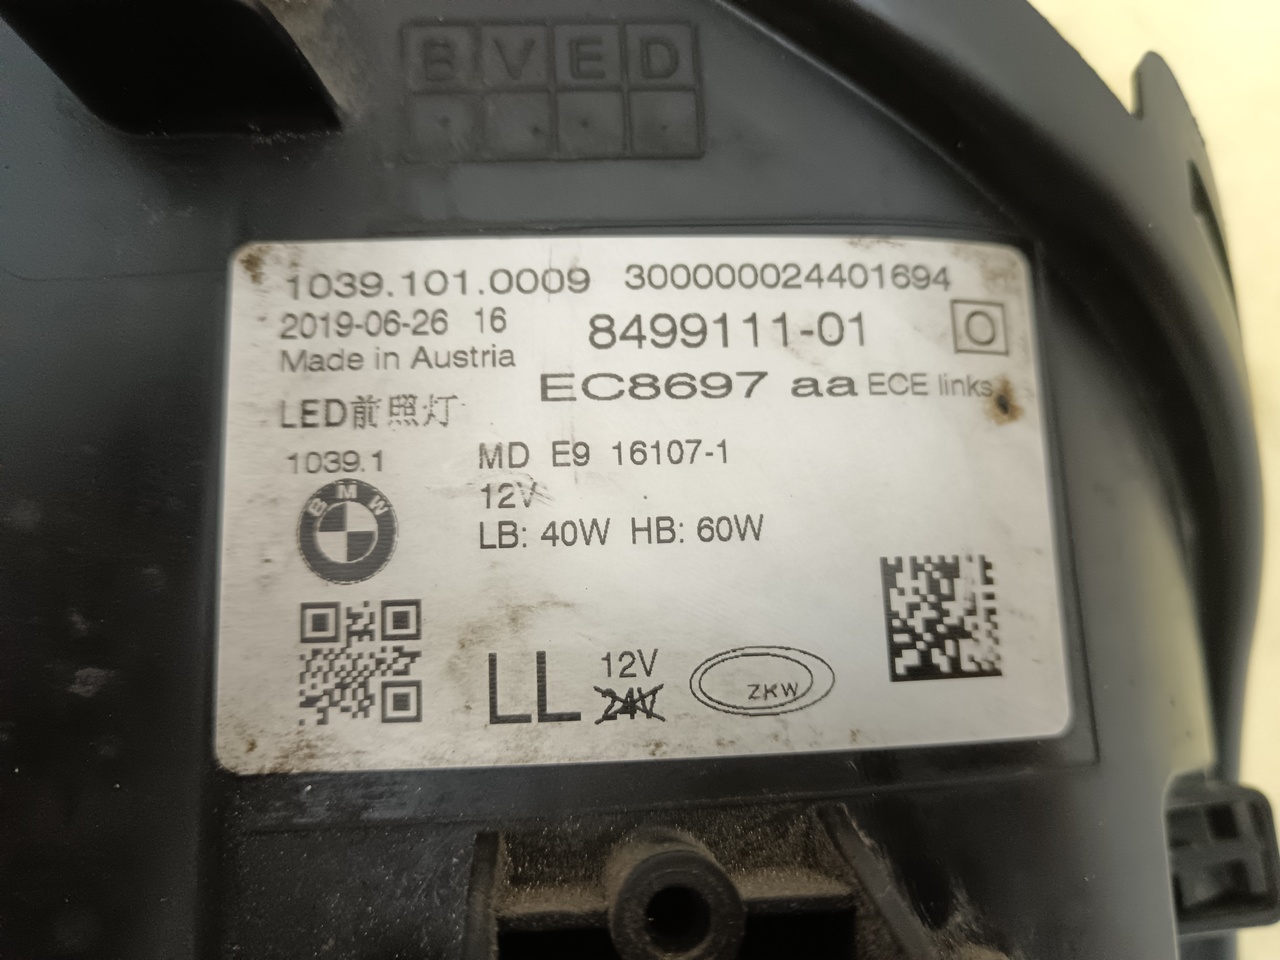 BVED
1039.101.0009 300000024401694
2019-06-26 16 8499111-01 O
Made in Austria
EC8697 aa ECE links
LED前照灯
1039.1 MD E9 16107-1
12V
BMW
LB: 40W HB: 60W
LL 12V ZKW
24V